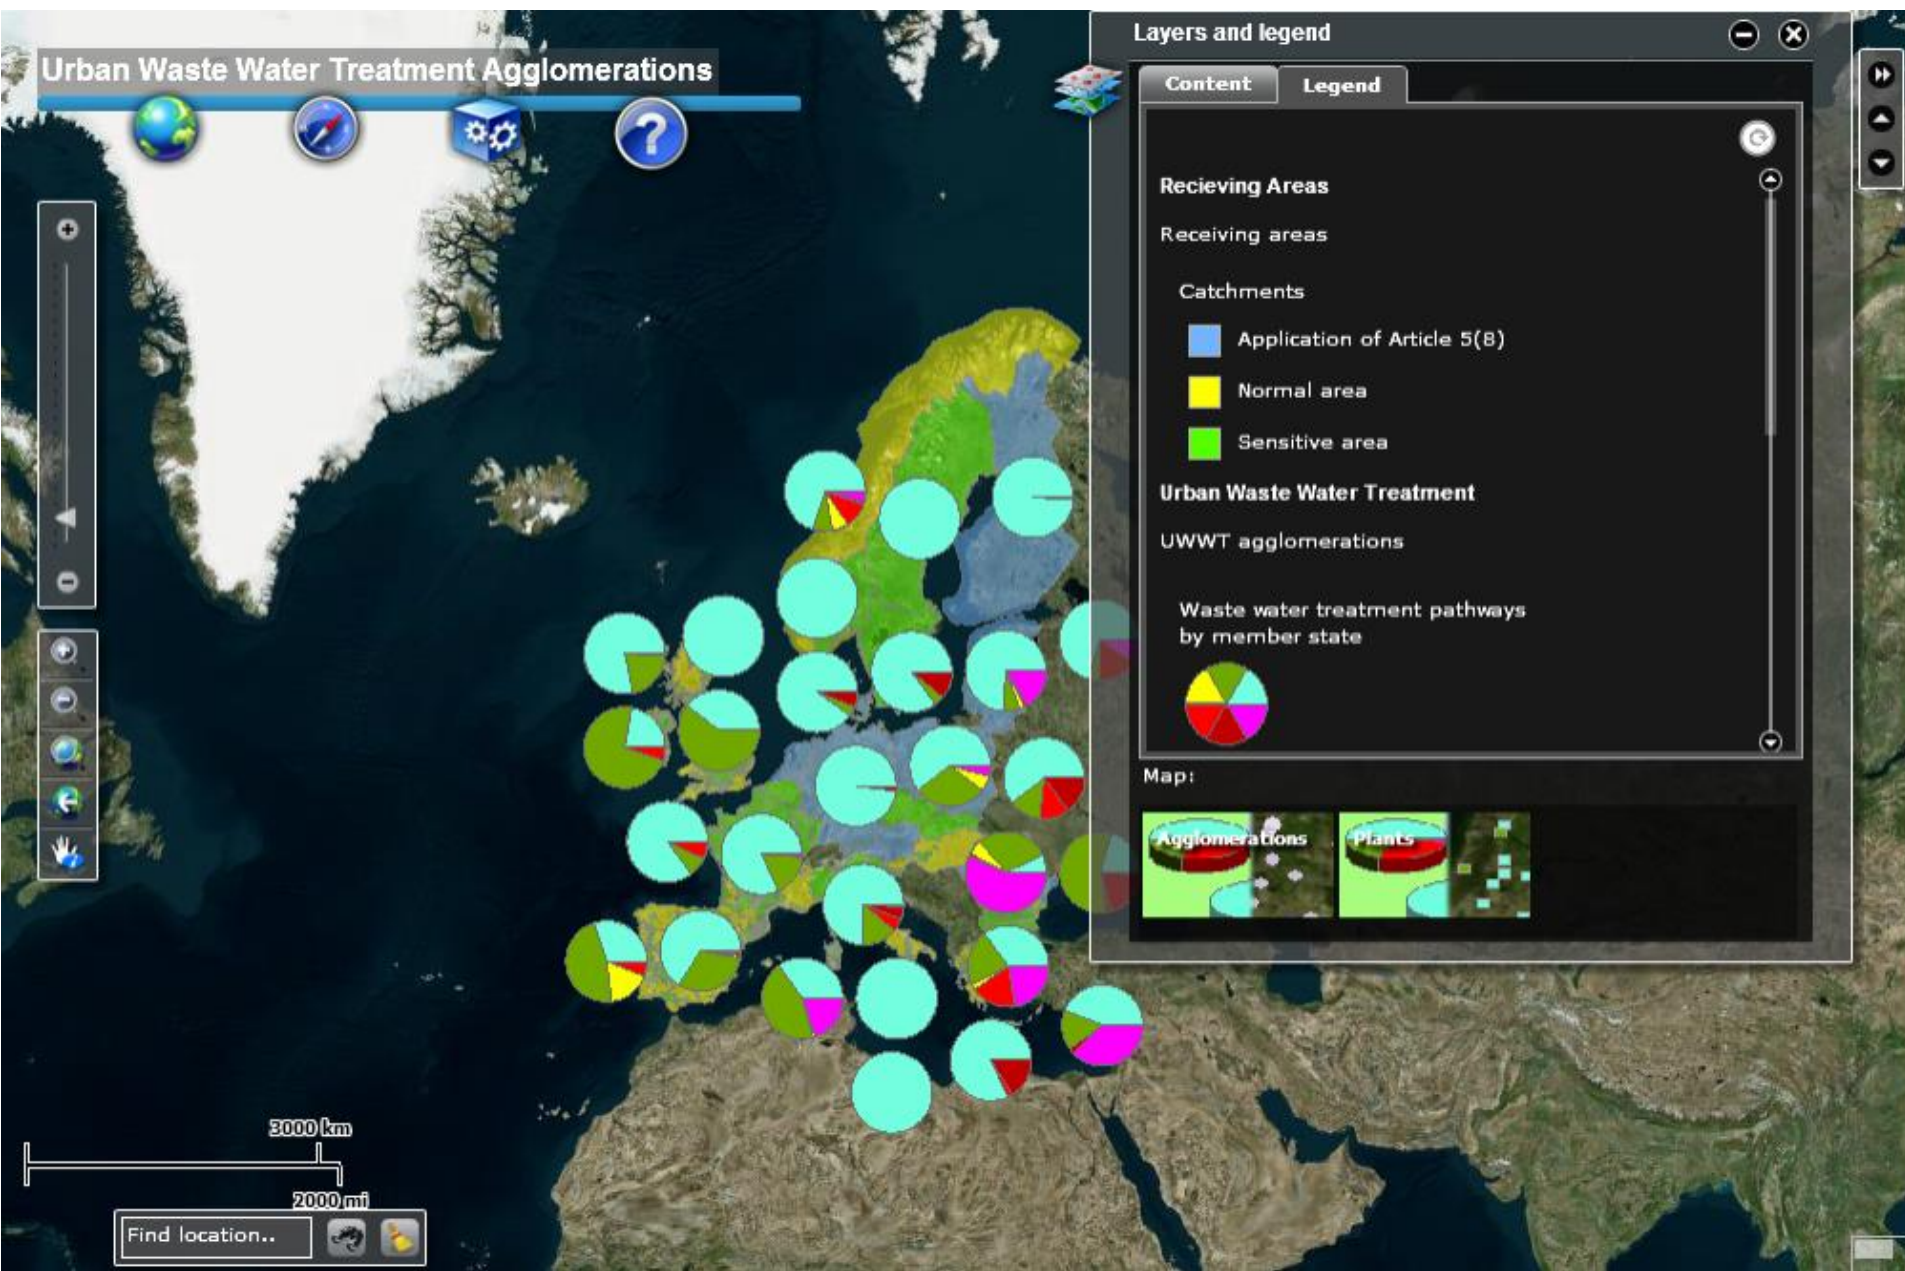 Urban Waste Water Treatment Agglomerations
Layers and legend
Content
Legend
Recieving Areas
Receiving areas
Catchments
Application of Article 5(8)
Normal area
Sensitive area
Urban Waste Water Treatment
UWWT agglomerations
Waste water treatment pathways
by member state
Map:
Agglomerations
Plants
3000 km
2000 mi
Find location..